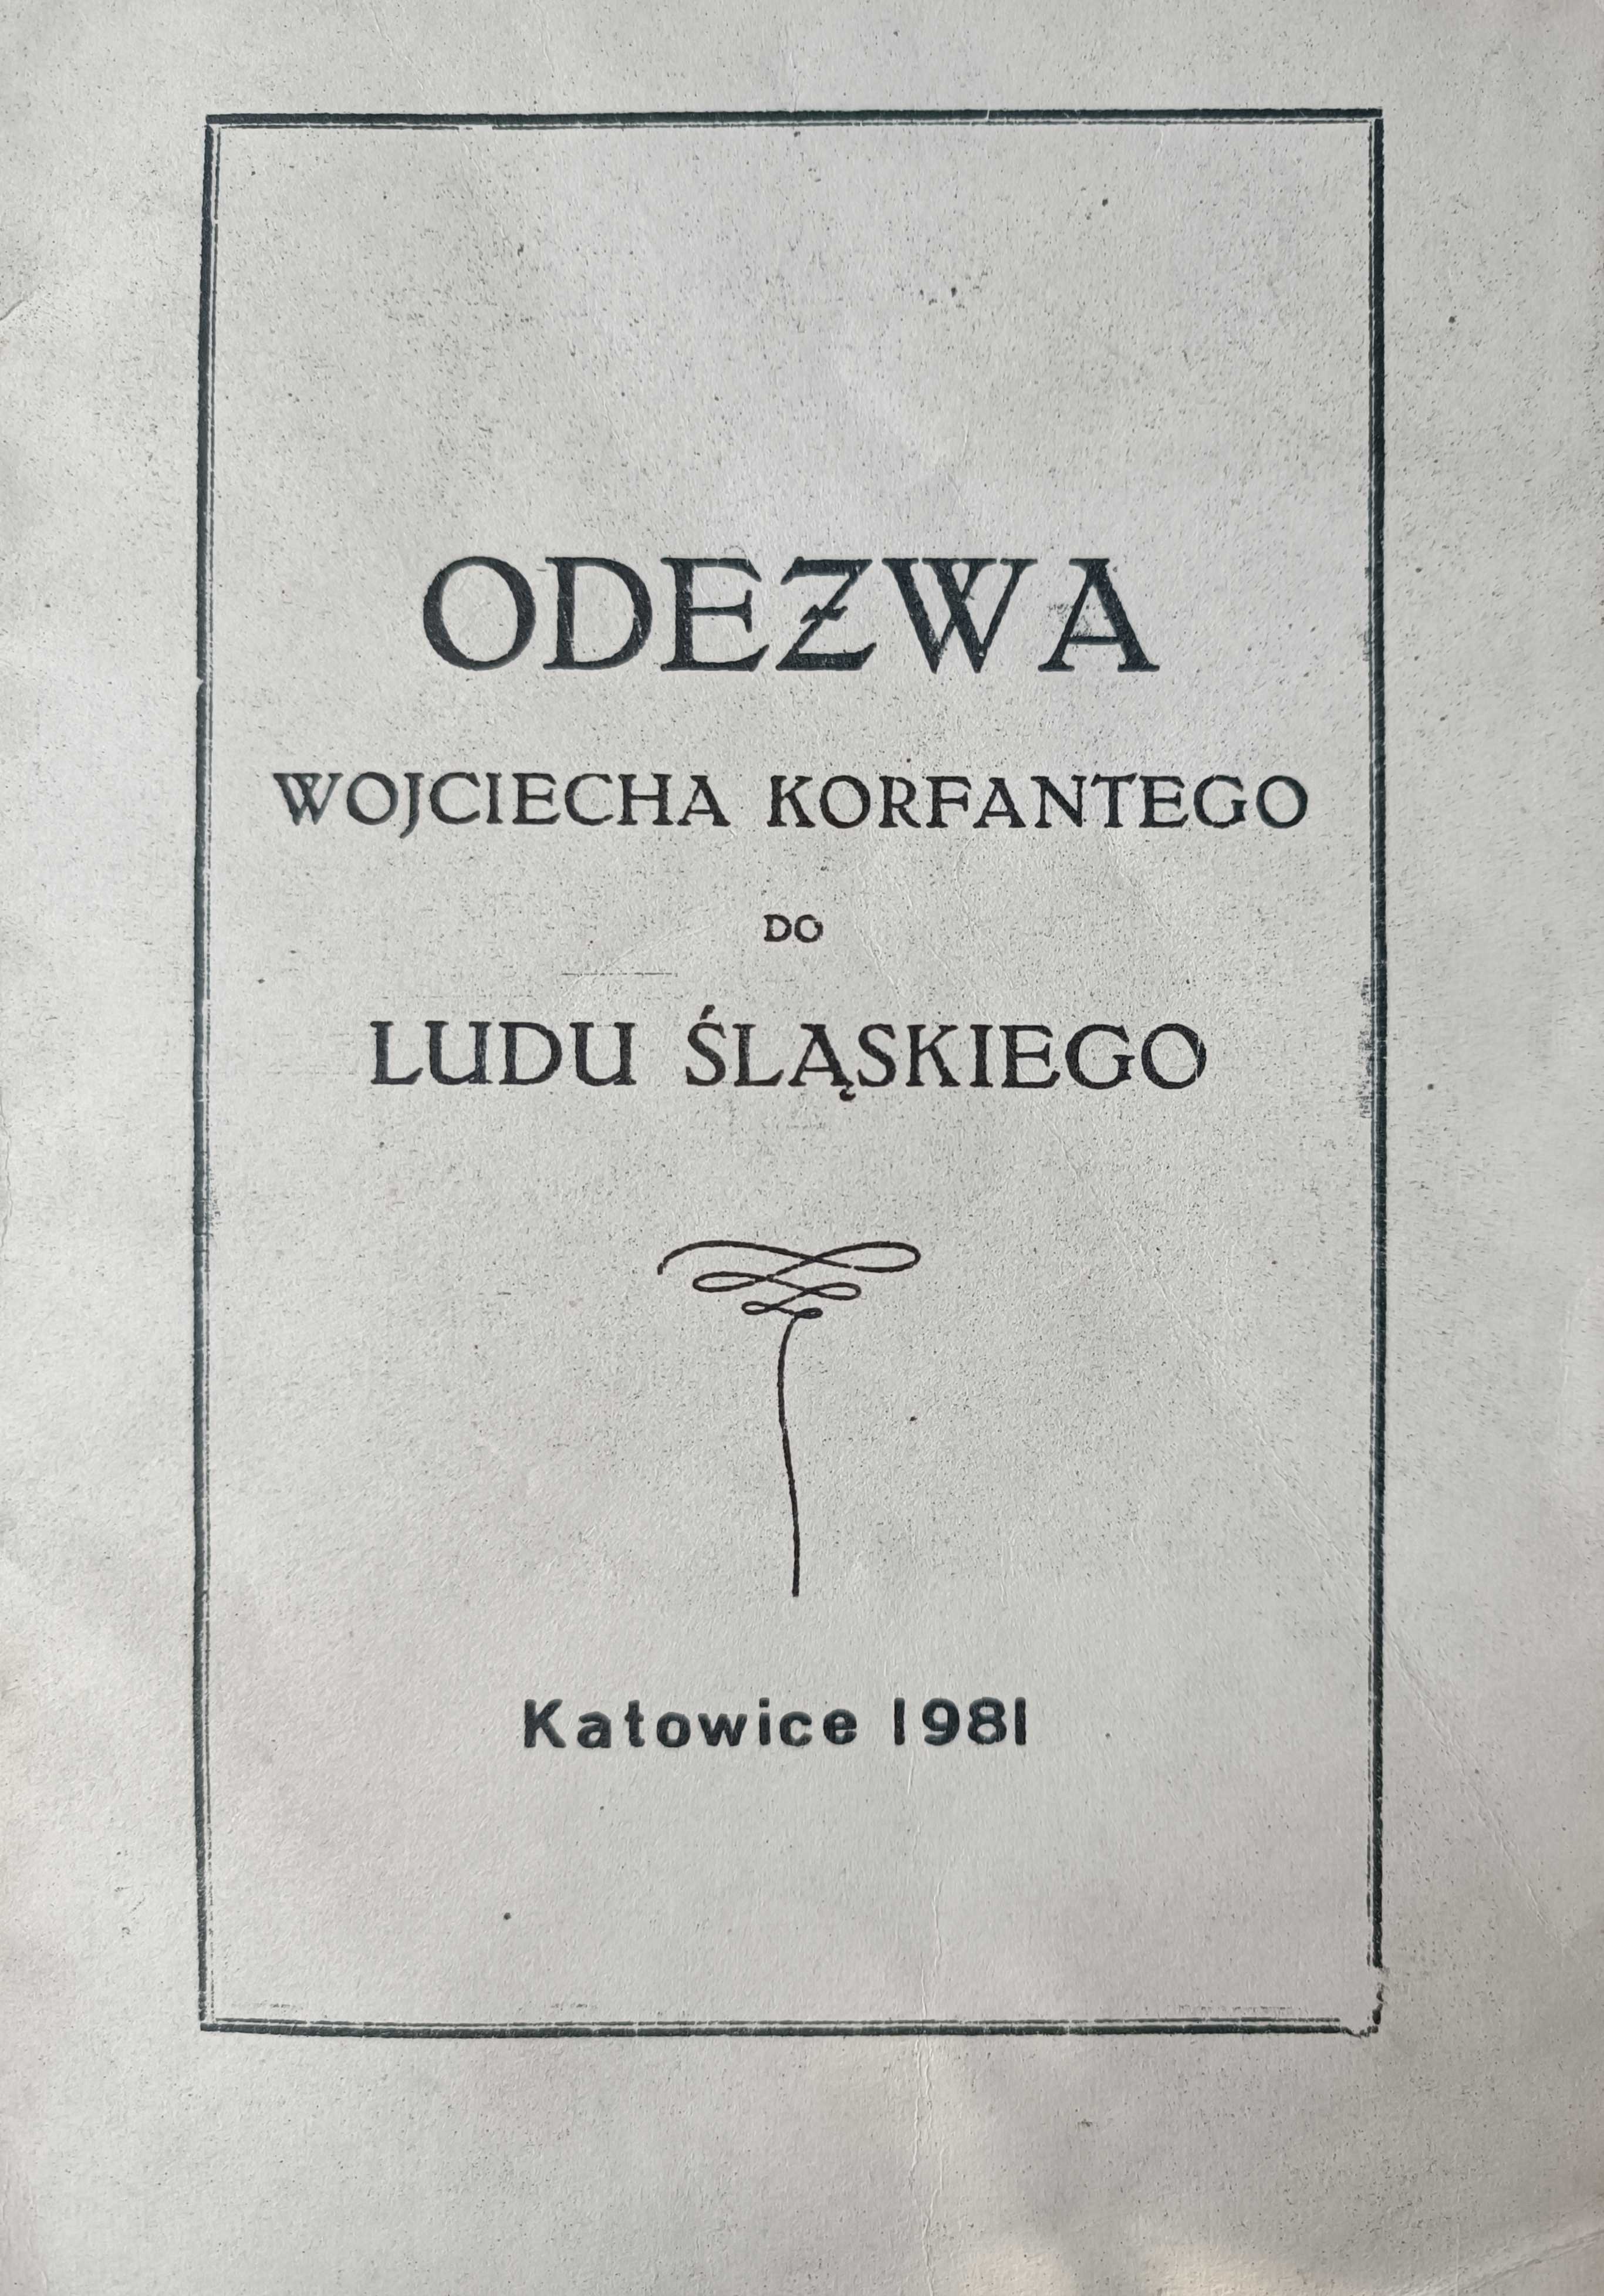 ODEZWA
WOJCIECHA KORFANTEGO
DO
LUDU ŚLĄSKIEGO
Katowice 1981